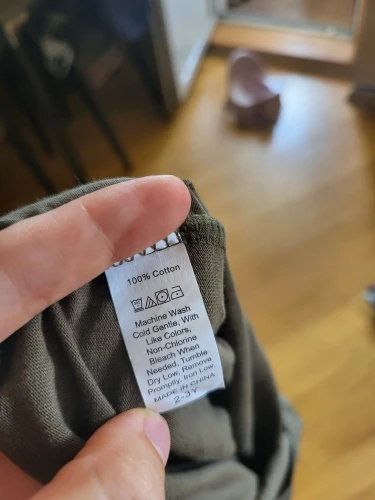 100% Cotton
Machine Wash
Cold Gentle, With
Like Colors,
Non-Chlorine
Bleach When
Needed, Tumble
Dry Low, Remove
Promptly, Iron Low
MADE IN CHINA
2-3Y